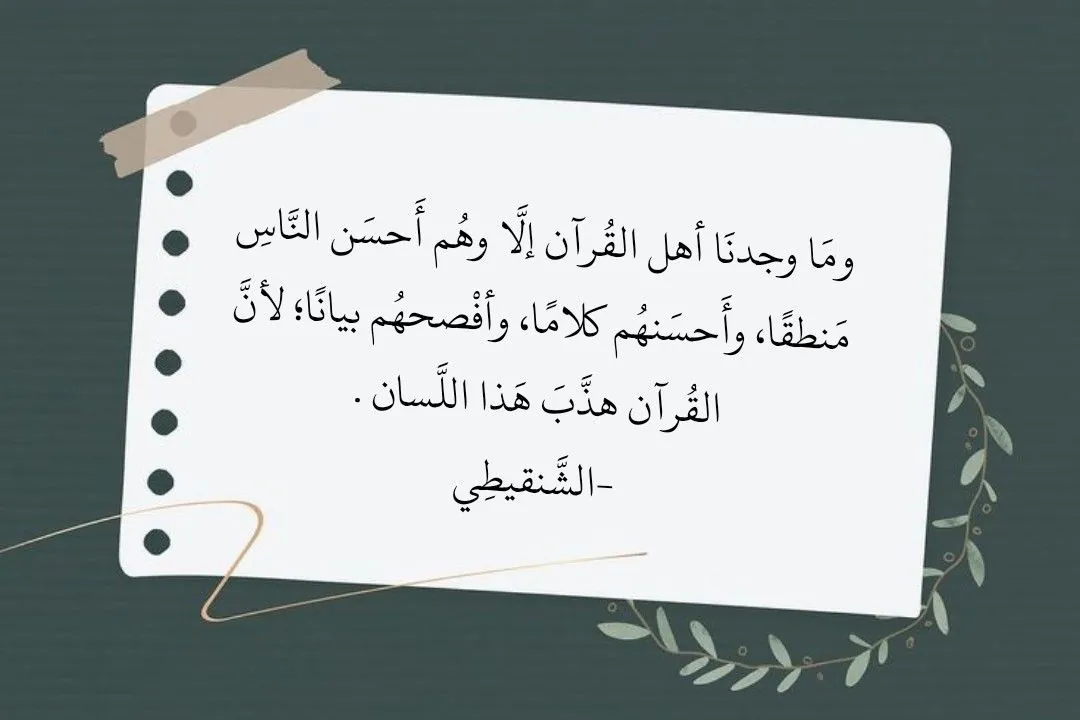 ومَا وجدنَا أهل القُرآن إلَّا وهُم أَحسَن النَّاسِ
مَنطقًا، وأَحسَنهُم كلامًا، وأفْصحهُم بيانًا؛ لأنَّ
القُرآن هذَّبَ هَذا اللَّسان .
-الشَّنقيطِي